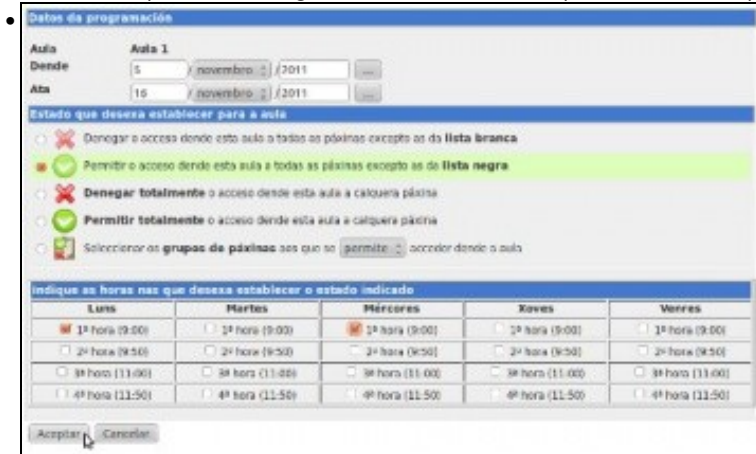 Datos da programación
Aula Aula 1
Dende 5 / novembro / 2011 ...
Ata 16 / novembro / 2011 ...
Estado que desexa establecer para a aula
Denegar o acceso dende esta aula a todas as páxinas excepto as da lista branca
Permitir o acceso dende esta aula a todas as páxinas excepto as da lista negra
Denegar totalmente o acceso dende esta aula a calquera páxina
Permitir totalmente o acceso dende esta aula a calquera páxina
Seleccionar os grupos de páxinas aos que se permite acceder dende a aula
Indique as horas nas que desexa establecer o estado indicado
Luns Martes Mércores Xoves Venres
1ª hora (9:00) 1ª hora (9:00) 1ª hora (9:00) 1ª hora (9:00) 1ª hora (9:00)
2ª hora (9:50) 2ª hora (9:50) 2ª hora (9:50) 2ª hora (9:50) 2ª hora (9:50)
3ª hora (11:00) 3ª hora (11:00) 3ª hora (11:00) 3ª hora (11:00) 3ª hora (11:00)
4ª hora (11:50) 4ª hora (11:50) 4ª hora (11:50) 4ª hora (11:50) 4ª hora (11:50)
Aceptar Cancelar